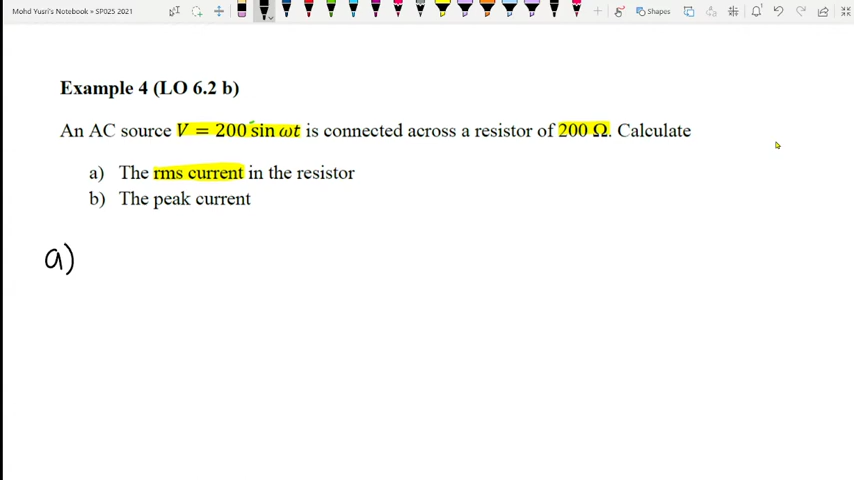 Mohd Yusri's Notebook » SP025 2021
Shapes
Example 4 (LO 6.2 b)
An AC source V = 200 sin ωt is connected across a resistor of 200 Ω. Calculate
a) The rms current in the resistor
b) The peak current
a)